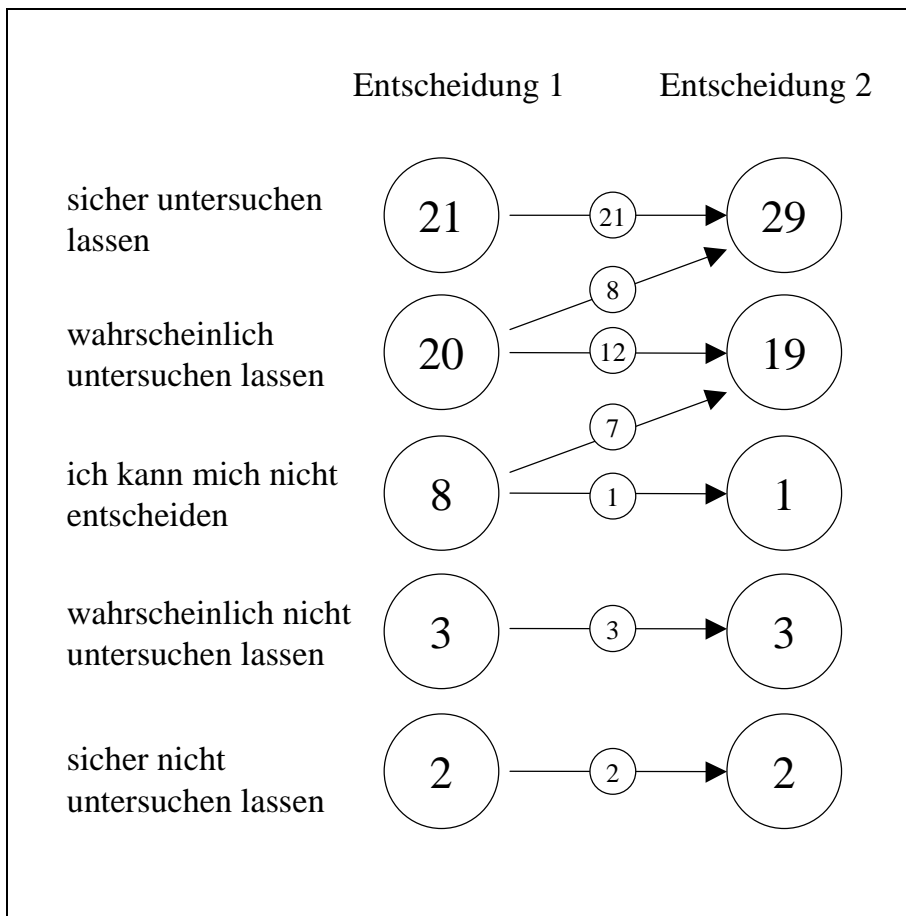 Entscheidung 1 Entscheidung 2
sicher untersuchen
lassen
21 21 29
8
wahrscheinlich
untersuchen lassen
20 12 19
7
ich kann mich nicht
entscheiden
8 1 1
wahrscheinlich nicht
untersuchen lassen
3 3 3
sicher nicht
untersuchen lassen
2 2 2